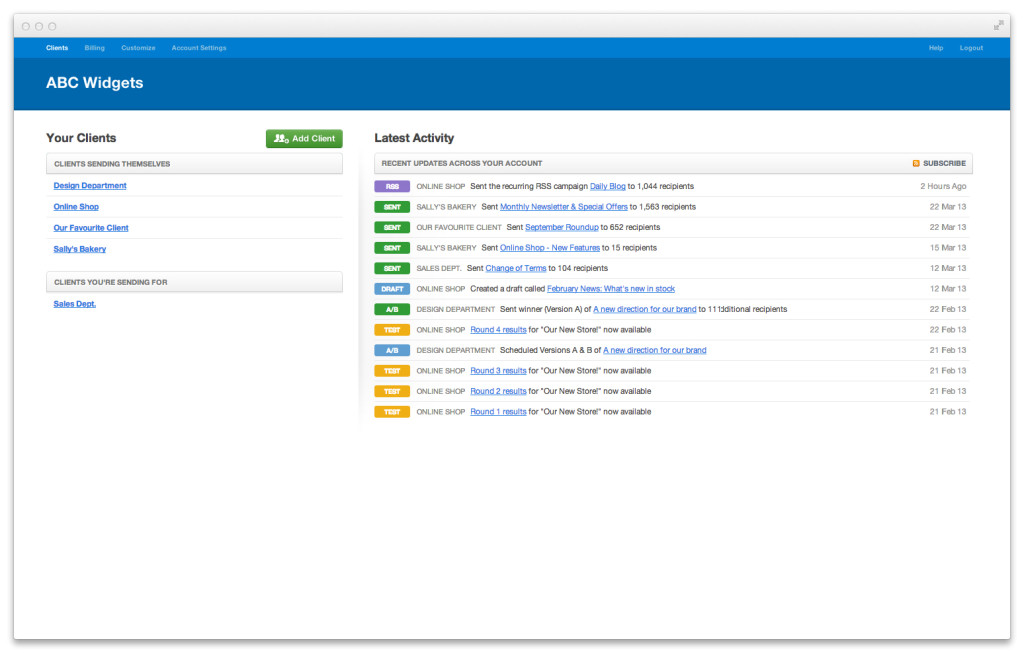 Clients Billing Customize Account Settings Help Logout
ABC Widgets
Your Clients
Add Client
CLIENTS SENDING THEMSELVES
Design Department
Online Shop
Our Favourite Client
Sally's Bakery
CLIENTS YOU'RE SENDING FOR
Sales Dept.
Latest Activity
RECENT UPDATES ACROSS YOUR ACCOUNT SUBSCRIBE
RSS ONLINE SHOP Sent the recurring RSS campaign Daily Blog to 1,044 recipients 2 Hours Ago
SENT SALLY'S BAKERY Sent Monthly Newsletter & Special Offers to 1,563 recipients 22 Mar 13
SENT OUR FAVOURITE CLIENT Sent September Roundup to 652 recipients 22 Mar 13
SENT SALLY'S BAKERY Sent Online Shop - New Features to 15 recipients 15 Mar 13
SENT SALES DEPT. Sent Change of Terms to 104 recipients 12 Mar 13
DRAFT ONLINE SHOP Created a draft called February News: What's new in stock 12 Mar 13
A/B DESIGN DEPARTMENT Sent winner (Version A) of A new direction for our brand to recipients 22 Feb 13
TEST ONLINE SHOP Round 4 results for "Our New Store!" now available 22 Feb 13
A/B DESIGN DEPARTMENT Scheduled Versions A & B of A new direction for our brand 21 Feb 13
TEST ONLINE SHOP Round 3 results for "Our New Store!" now available 21 Feb 13
TEST ONLINE SHOP Round 2 results for "Our New Store!" now available 21 Feb 13
TEST ONLINE SHOP Round 1 results for "Our New Store!" now available 21 Feb 13